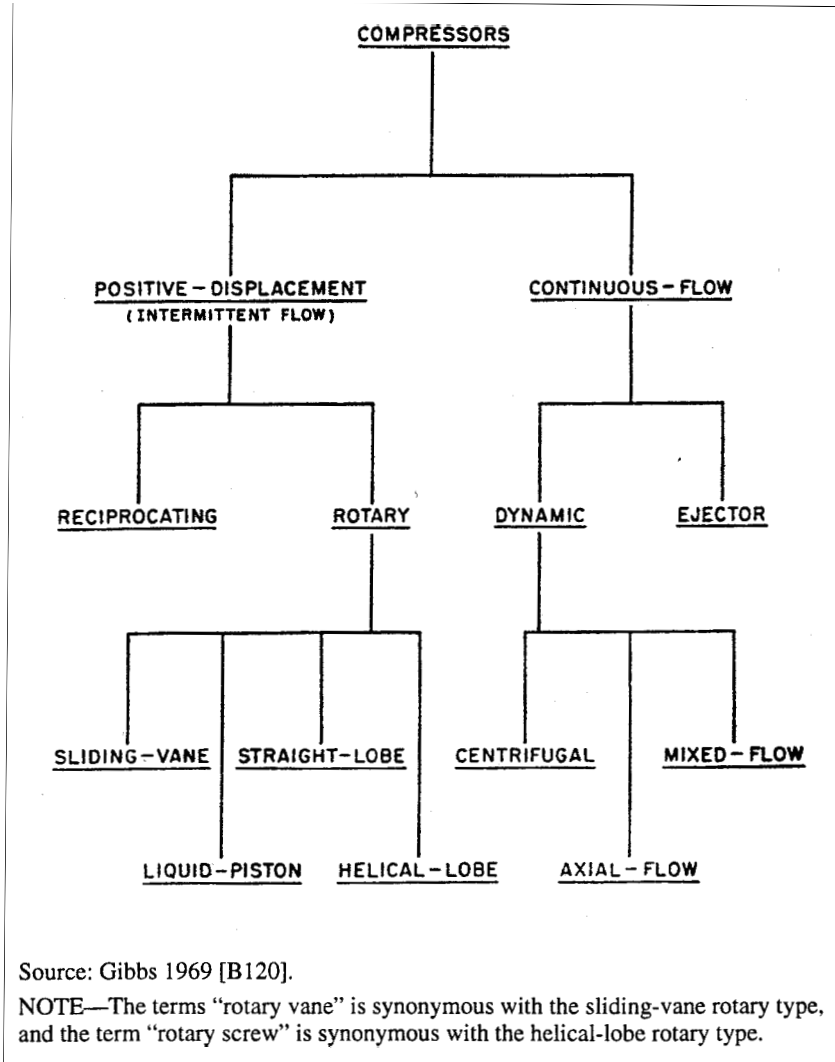 COMPRESSORS
POSITIVE-DISPLACEMENT
(INTERMITTENT FLOW)
CONTINUOUS-FLOW
RECIPROCATING
ROTARY
DYNAMIC
EJECTOR
SLIDING-VANE
STRAIGHT-LOBE
CENTRIFUGAL
MIXED-FLOW
LIQUID-PISTON
HELICAL-LOBE
AXIAL-FLOW
Source: Gibbs 1969 [B120].
NOTE—The terms “rotary vane” is synonymous with the sliding-vane rotary type,
and the term “rotary screw” is synonymous with the helical-lobe rotary type.